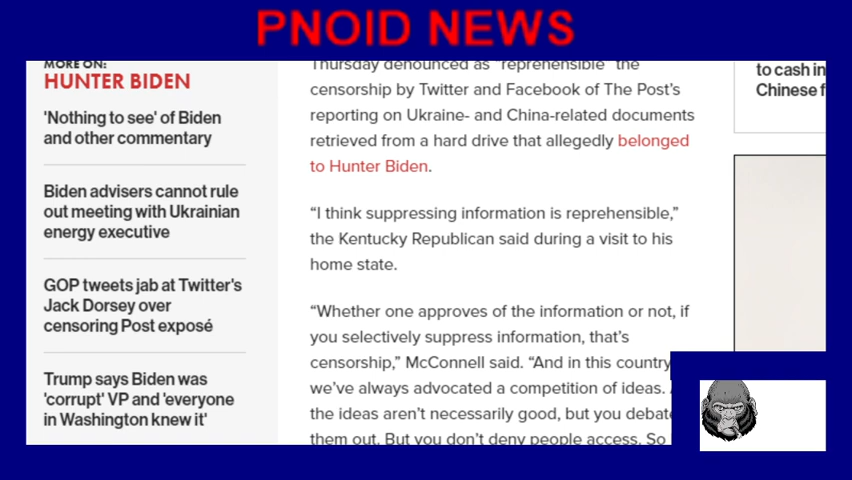 PNOID NEWS
MORE ON:
HUNTER BIDEN
'Nothing to see' of Biden
and other commentary
Biden advisers cannot rule
out meeting with Ukrainian
energy executive
GOP tweets jab at Twitter's
Jack Dorsey over
censoring Post exposé
Trump says Biden was
'corrupt' VP and 'everyone
in Washington knew it'
Thursday denounced as "reprehensible" the
censorship by Twitter and Facebook of The Post's
reporting on Ukraine- and China-related documents
retrieved from a hard drive that allegedly belonged
to Hunter Biden.
“I think suppressing information is reprehensible,”
the Kentucky Republican said during a visit to his
home state.
“Whether one approves of the information or not, if
you selectively suppress information, that’s
censorship,” McConnell said. “And in this country
we’ve always advocated a competition of ideas.
the ideas aren’t necessarily good, but you debate
them out. But you don’t deny people access. So
to cash in
Chinese f